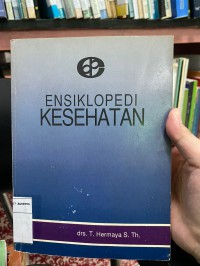 ENSIKLOPEDI
KESEHATAN
drs. T. Hermaya S. Th.